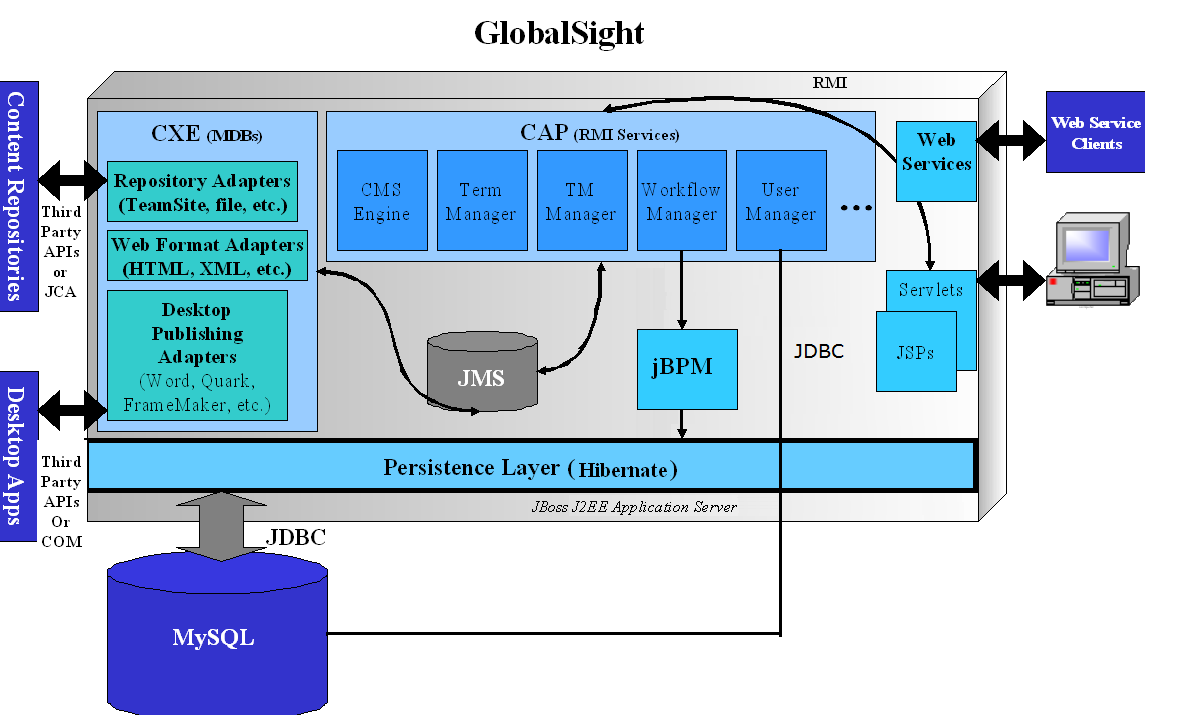 GlobalSight
RMI
Content Repositories
Third
Party
APIs
or
JCA
CXE (MDBs)
Repository Adapters
(TeamSite, file, etc.)
Web Format Adapters
(HTML, XML, etc.)
Desktop
Publishing
Adapters
(Word, Quark,
FrameMaker, etc.)
CAP (RMI Services)
CMS
Engine
Term
Manager
TM
Manager
Workflow
Manager
User
Manager
...
Web
Services
Web Service
Clients
Servlets
JSPs
JMS
jBPM
JDBC
Desktop Apps
Third
Party
APIs
Or
COM
Persistence Layer (Hibernate)
JBoss J2EE Application Server
JDBC
MySQL